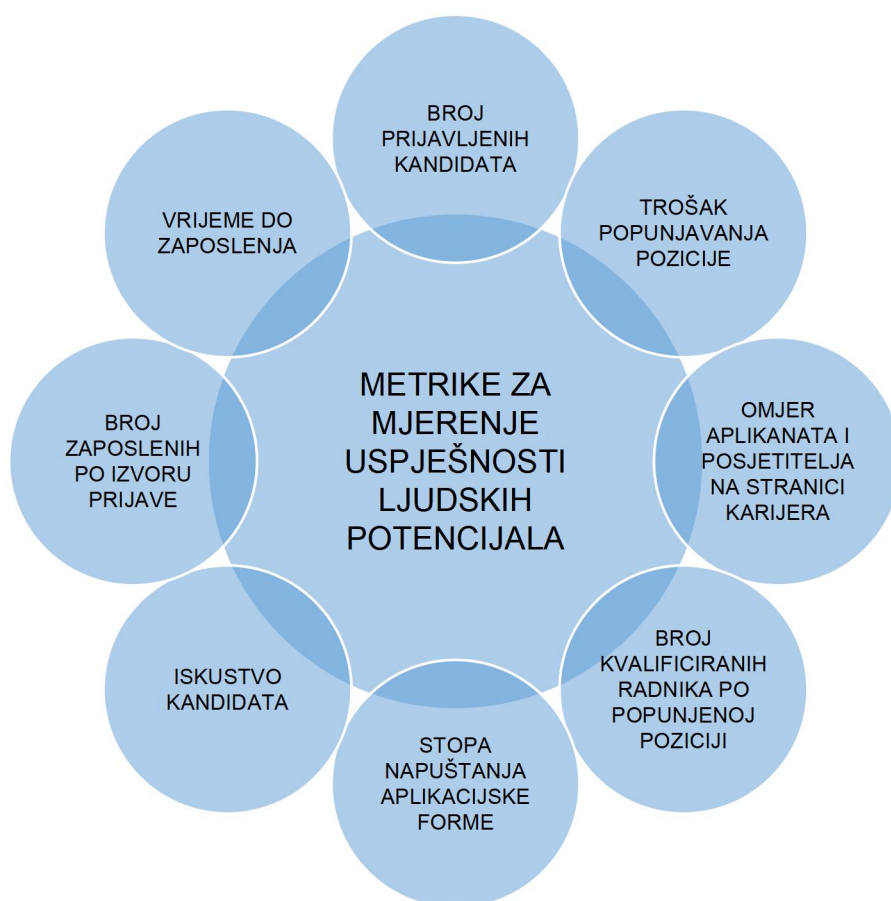 BROJ
PRIJAVLJENIH
KANDIDATA
TROŠAK
POPUNJAVANJA
POZICIJE
OMJER
APLIKANATA I
POSJETITELJA
NA STRANICI
KARIJERA
BROJ
KVALIFICIRANIH
RADNIKA PO
POPUNJENOJ
POZICIJI
STOPA
NAPUŠTANJA
APLIKACIJSKE
FORME
ISKUSTVO
KANDIDATA
BROJ
ZAPOSLENIH
PO IZVORU
PRIJAVE
VRIJEME DO
ZAPOSLENJA
METRIKE ZA
MJERENJE
USPJEŠNOSTI
LJUDSKIH
POTENCIJALA